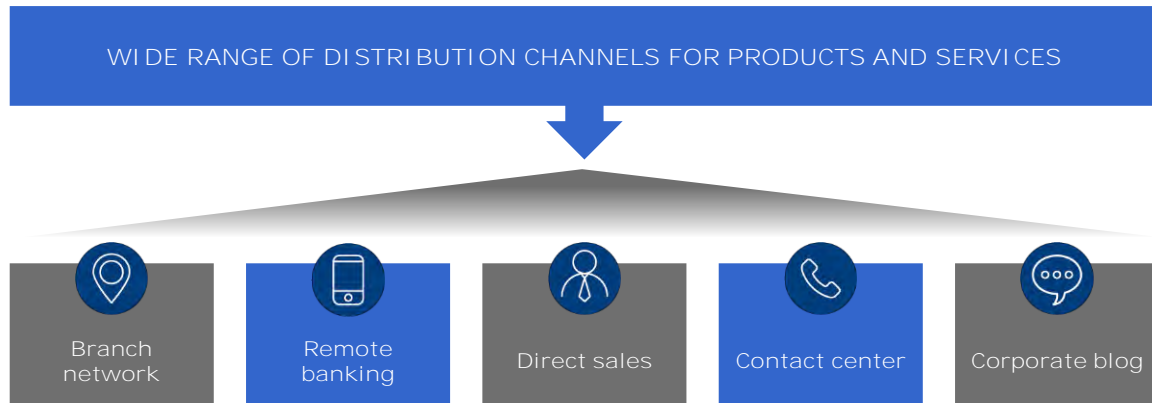 WIDE RANGE OF DISTRIBUTION CHANNELS FOR PRODUCTS AND SERVICES
Branch
network
Remote
banking
Direct sales
Contact center
Corporate blog